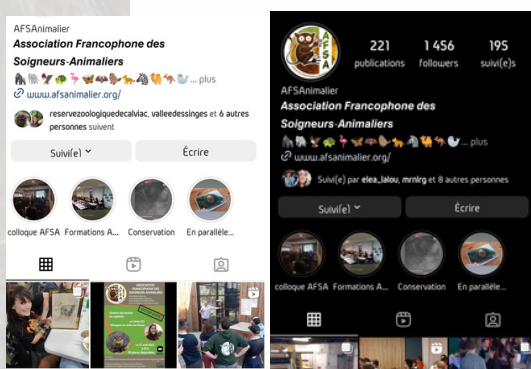 AFSAnimalier
Association Francophone des
Soigneurs-Animaliers
... plus
www.afsanimalier.org/
reservezoologiquedecalviac, valleedessinges et 6 autres
personnes suivent
Suivi(e)
Écrire
colloque AFSA
Formations A...
Conservation
En parallèle...
ASSOCIATION
FRANCOPHONE DES
SOIGNEURS-ANIMALIERS
AFSA
221
1 456
195
publications
followers
suivi(e)s
AFSAnimalier
Association Francophone des
Soigneurs-Animaliers
... plus
www.afsanimalier.org/
Suivi(e) par elea_lalou, mrnlrg et 8 autres personnes
Suivi(e)
Écrire
colloque AFSA
Formations A...
Conservation
En parallèle...